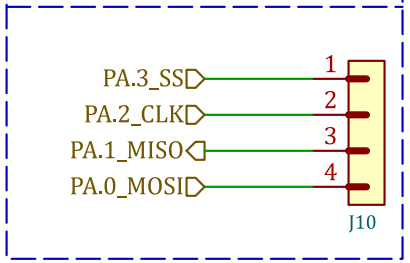 PA.3_SS 1
PA.2_CLK 2
PA.1_MISO 3
PA.0_MOSI 4
J10